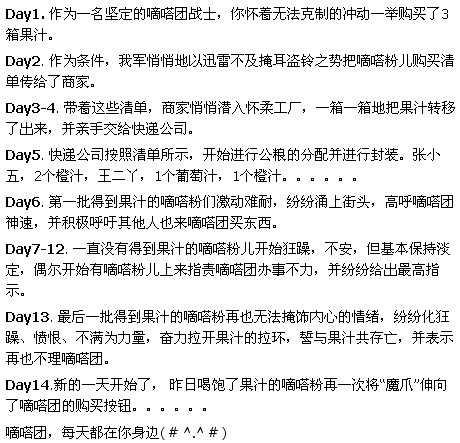 Day1. 作为一名坚定的嘀嗒团战士，你怀着无法克制的冲动一举购买了3
箱果汁。
Day2. 作为条件，我军悄悄地以迅雷不及掩耳盗铃之势把嘀嗒粉儿购买清
单传给了商家。
Day3-4. 带着这些清单，商家悄悄潜入怀柔工厂，一箱一箱地把果汁转移
了出来，并亲手交给快递公司。
Day5. 快递公司按照清单所示，开始进行公粮的分配并进行封装。张小
五，2个橙汁，王二丫，1个葡萄汁，1个橙汁。。。。。。
Day6. 第一批得到果汁的嘀嗒粉们激动难耐，纷纷涌上街头，高呼嘀嗒团
神速，并积极呼吁其他人也来嘀嗒团买东西。
Day7-12. 一直没有得到果汁的嘀嗒粉儿开始狂躁，不安，但基本保持淡
定，偶尔开始有嘀嗒粉儿上来指责嘀嗒团办事不力，并纷纷给出最高指
示。
Day13. 最后一批得到果汁的嘀嗒粉再也无法掩饰内心的情绪，纷纷化狂
躁、愤恨、不满为力量，奋力拉开果汁的拉环，誓与果汁共存亡，并表示
再也不理嘀嗒团。
Day14.新的一天开始了， 昨日喝饱了果汁的嘀嗒粉再一次将“魔爪”伸向
了嘀嗒团的购买按钮。。。。。。
嘀嗒团，每天都在你身边(＃^.^＃)